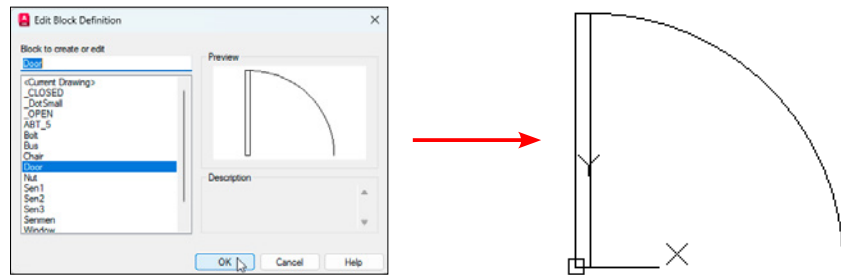 Edit Block Definition
Block to create or edit
Door
Preview
<Current Drawing>
_CLOSED
_DotSmall
_OPEN
ABT_5
Bolt
Bus
Chair
Door
Nut
Sen1
Sen2
Sen3
Senmen
Window
Description
OK
Cancel
Help
Y
X